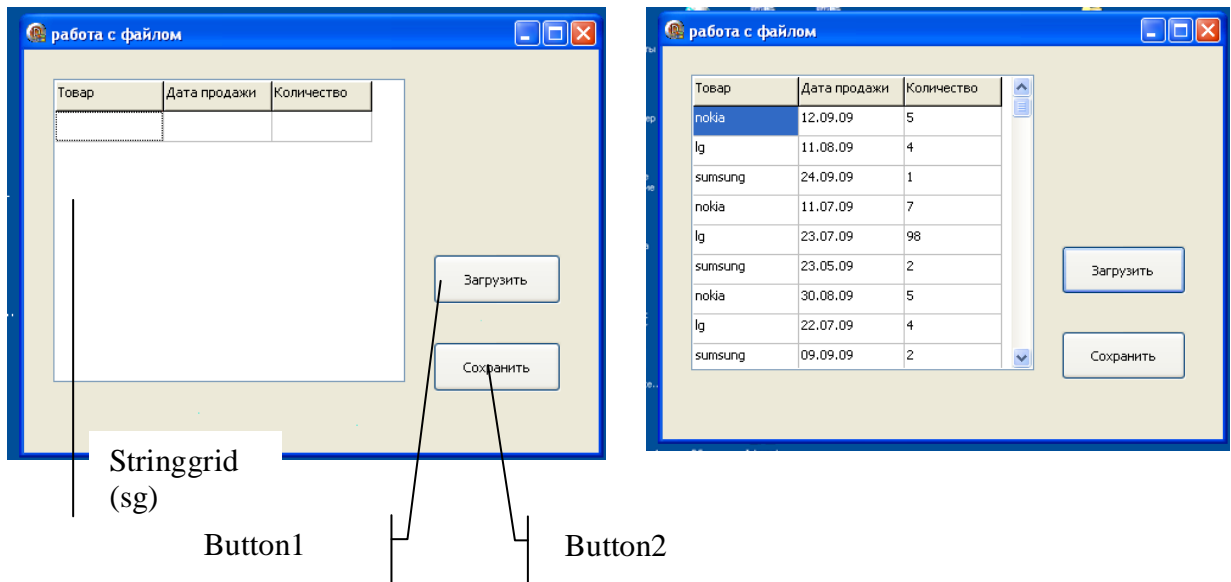 работа с файлом
Товар Дата продажи Количество
Загрузить
Сохранить
Stringgrid
(sg)
Button1
Button2
работа с файлом
Товар Дата продажи Количество
nokia 12.09.09 5
lg 11.08.09 4
sumsung 24.09.09 1
nokia 11.07.09 7
lg 23.07.09 98
sumsung 23.05.09 2
nokia 30.08.09 5
lg 22.07.09 4
sumsung 09.09.09 2
Загрузить
Сохранить